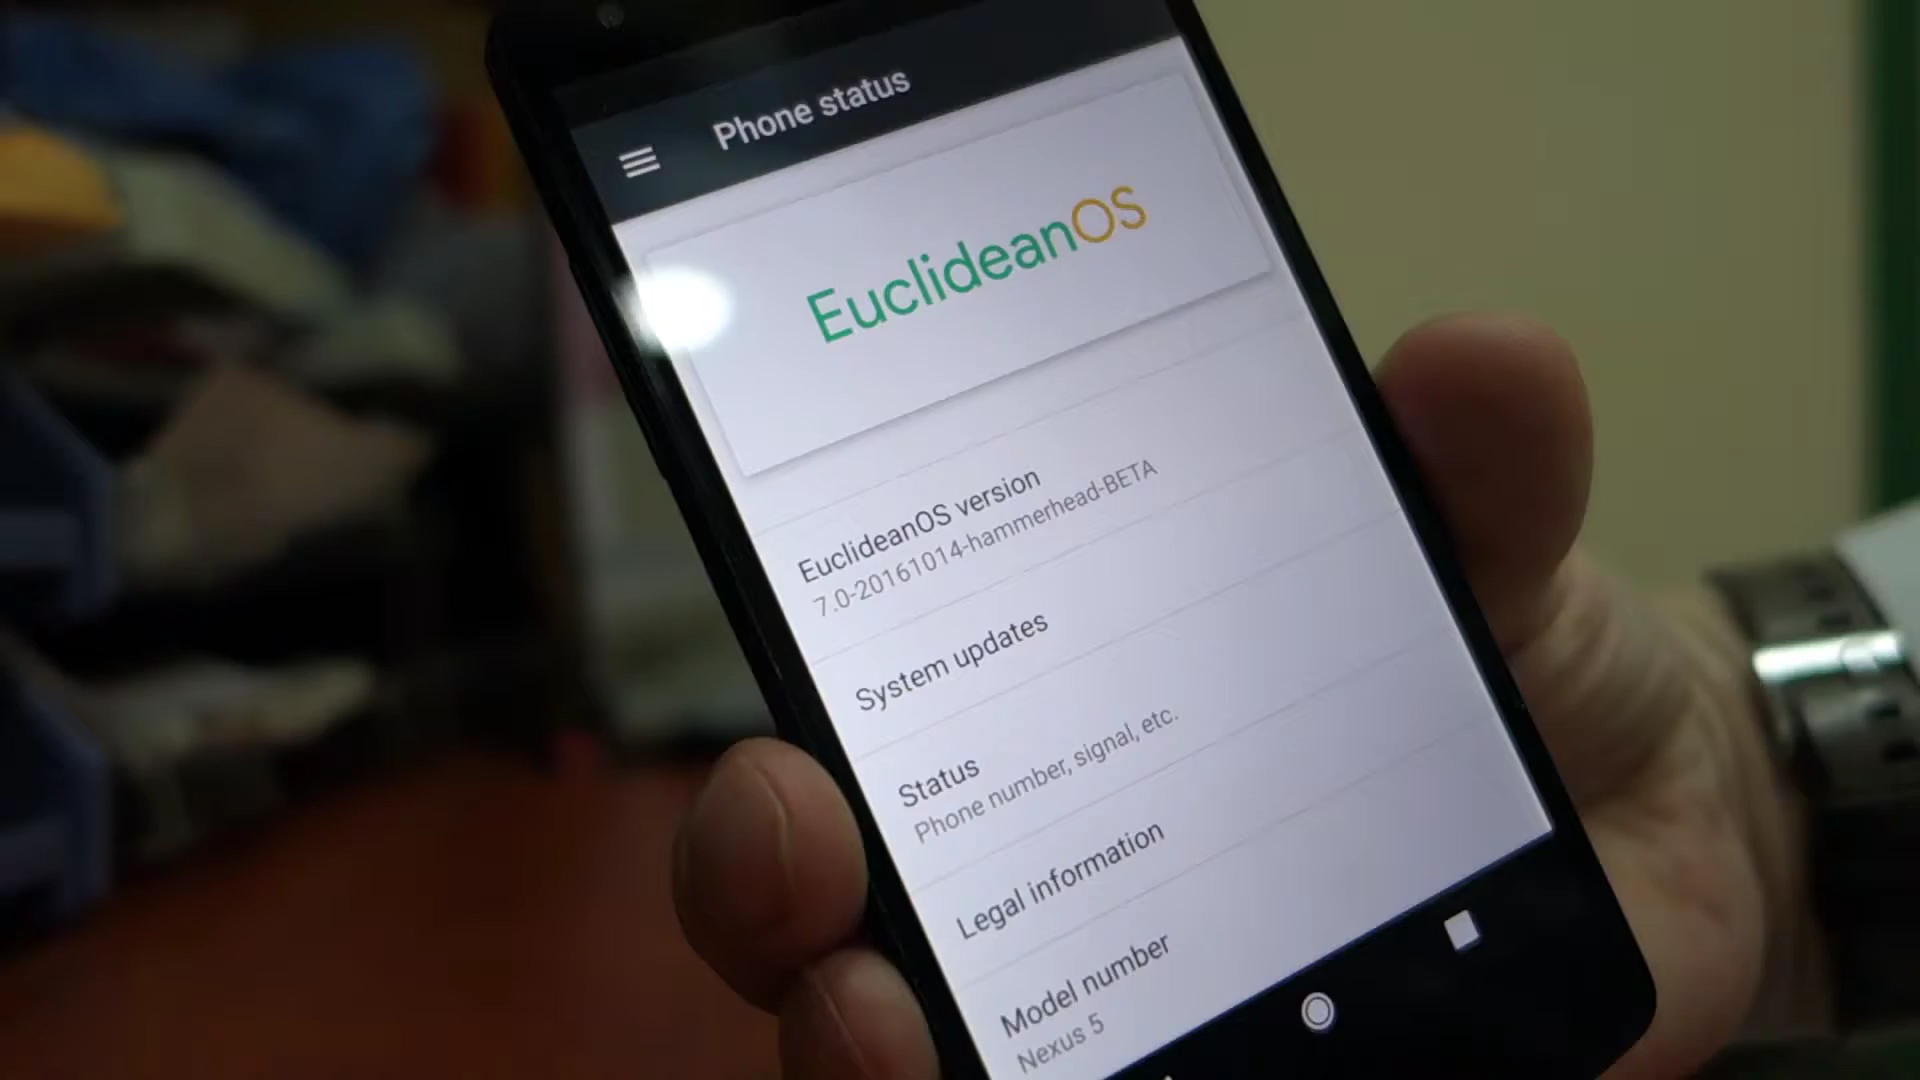 Phone status
EuclideanOS
EuclideanOS version
7.0-20161014-hammerhead-BETA
System updates
Status
Phone number, signal, etc.
Legal information
Model number
Nexus 5